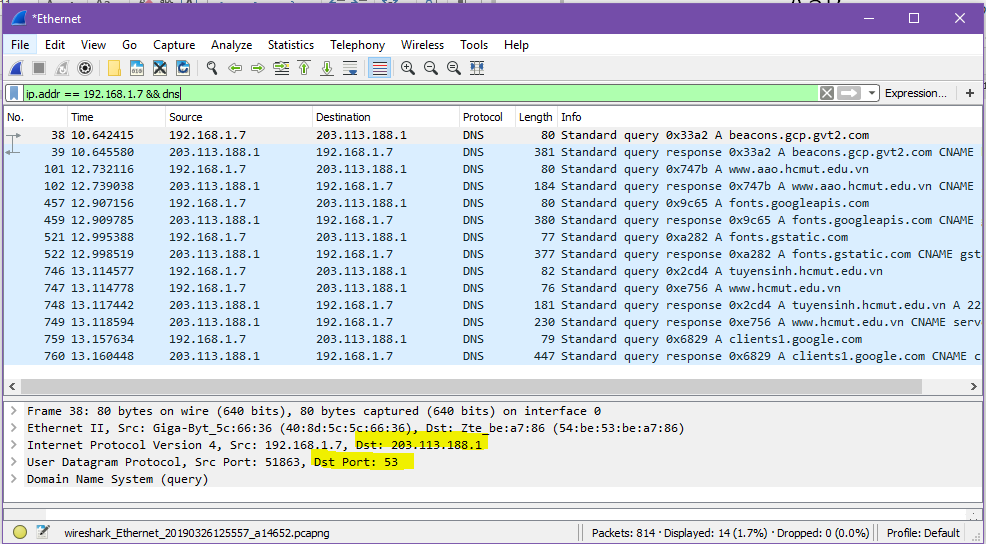 *Ethernet
File Edit View Go Capture Analyze Statistics Telephony Wireless Tools Help
ip.addr == 192.168.1.7 && dns Expression... +
No. Time Source Destination Protocol Length Info
38 10.642415 192.168.1.7 203.113.188.1 DNS 80 Standard query 0x33a2 A beacons.gcp.gvt2.com
39 10.645580 203.113.188.1 192.168.1.7 DNS 381 Standard query response 0x33a2 A beacons.gcp.gvt2.com CNAME
101 12.732116 192.168.1.7 203.113.188.1 DNS 80 Standard query 0x747b A www.aao.hcmut.edu.vn
102 12.739038 203.113.188.1 192.168.1.7 DNS 184 Standard query response 0x747b A www.aao.hcmut.edu.vn CNAME
457 12.907156 192.168.1.7 203.113.188.1 DNS 80 Standard query 0x9c65 A fonts.googleapis.com
459 12.909785 203.113.188.1 192.168.1.7 DNS 380 Standard query response 0x9c65 A fonts.googleapis.com CNAME
521 12.995388 192.168.1.7 203.113.188.1 DNS 77 Standard query 0xa282 A fonts.gstatic.com
522 12.998519 203.113.188.1 192.168.1.7 DNS 377 Standard query response 0xa282 A fonts.gstatic.com CNAME gst
746 13.114577 192.168.1.7 203.113.188.1 DNS 82 Standard query 0x2cd4 A tuyensinh.hcmut.edu.vn
747 13.114778 192.168.1.7 203.113.188.1 DNS 76 Standard query 0xe756 A www.hcmut.edu.vn
748 13.117442 203.113.188.1 192.168.1.7 DNS 181 Standard query response 0x2cd4 A tuyensinh.hcmut.edu.vn A 22
749 13.118594 203.113.188.1 192.168.1.7 DNS 230 Standard query response 0xe756 A www.hcmut.edu.vn CNAME serv
759 13.157634 192.168.1.7 203.113.188.1 DNS 79 Standard query 0x6829 A clients1.google.com
760 13.160448 203.113.188.1 192.168.1.7 DNS 447 Standard query response 0x6829 A clients1.google.com CNAME c
Frame 38: 80 bytes on wire (640 bits), 80 bytes captured (640 bits) on interface 0
Ethernet II, Src: Giga-Byt_5c:66:36 (40:8d:5c:5c:66:36), Dst: Zte_be:a7:86 (54:be:53:be:a7:86)
Internet Protocol Version 4, Src: 192.168.1.7, Dst: 203.113.188.1
User Datagram Protocol, Src Port: 51863, Dst Port: 53
Domain Name System (query)
wireshark_Ethernet_20190326125557_a14652.pcapng Packets: 814 · Displayed: 14 (1.7%) · Dropped: 0 (0.0%) Profile: Default